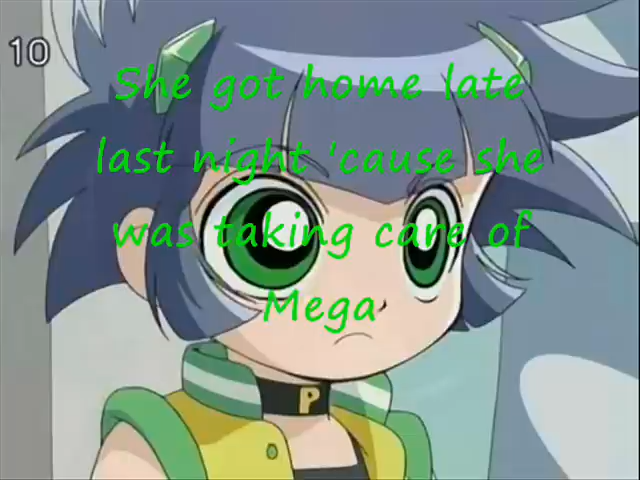 10
She got home late
last night 'cause she
was taking care of
Mega
P